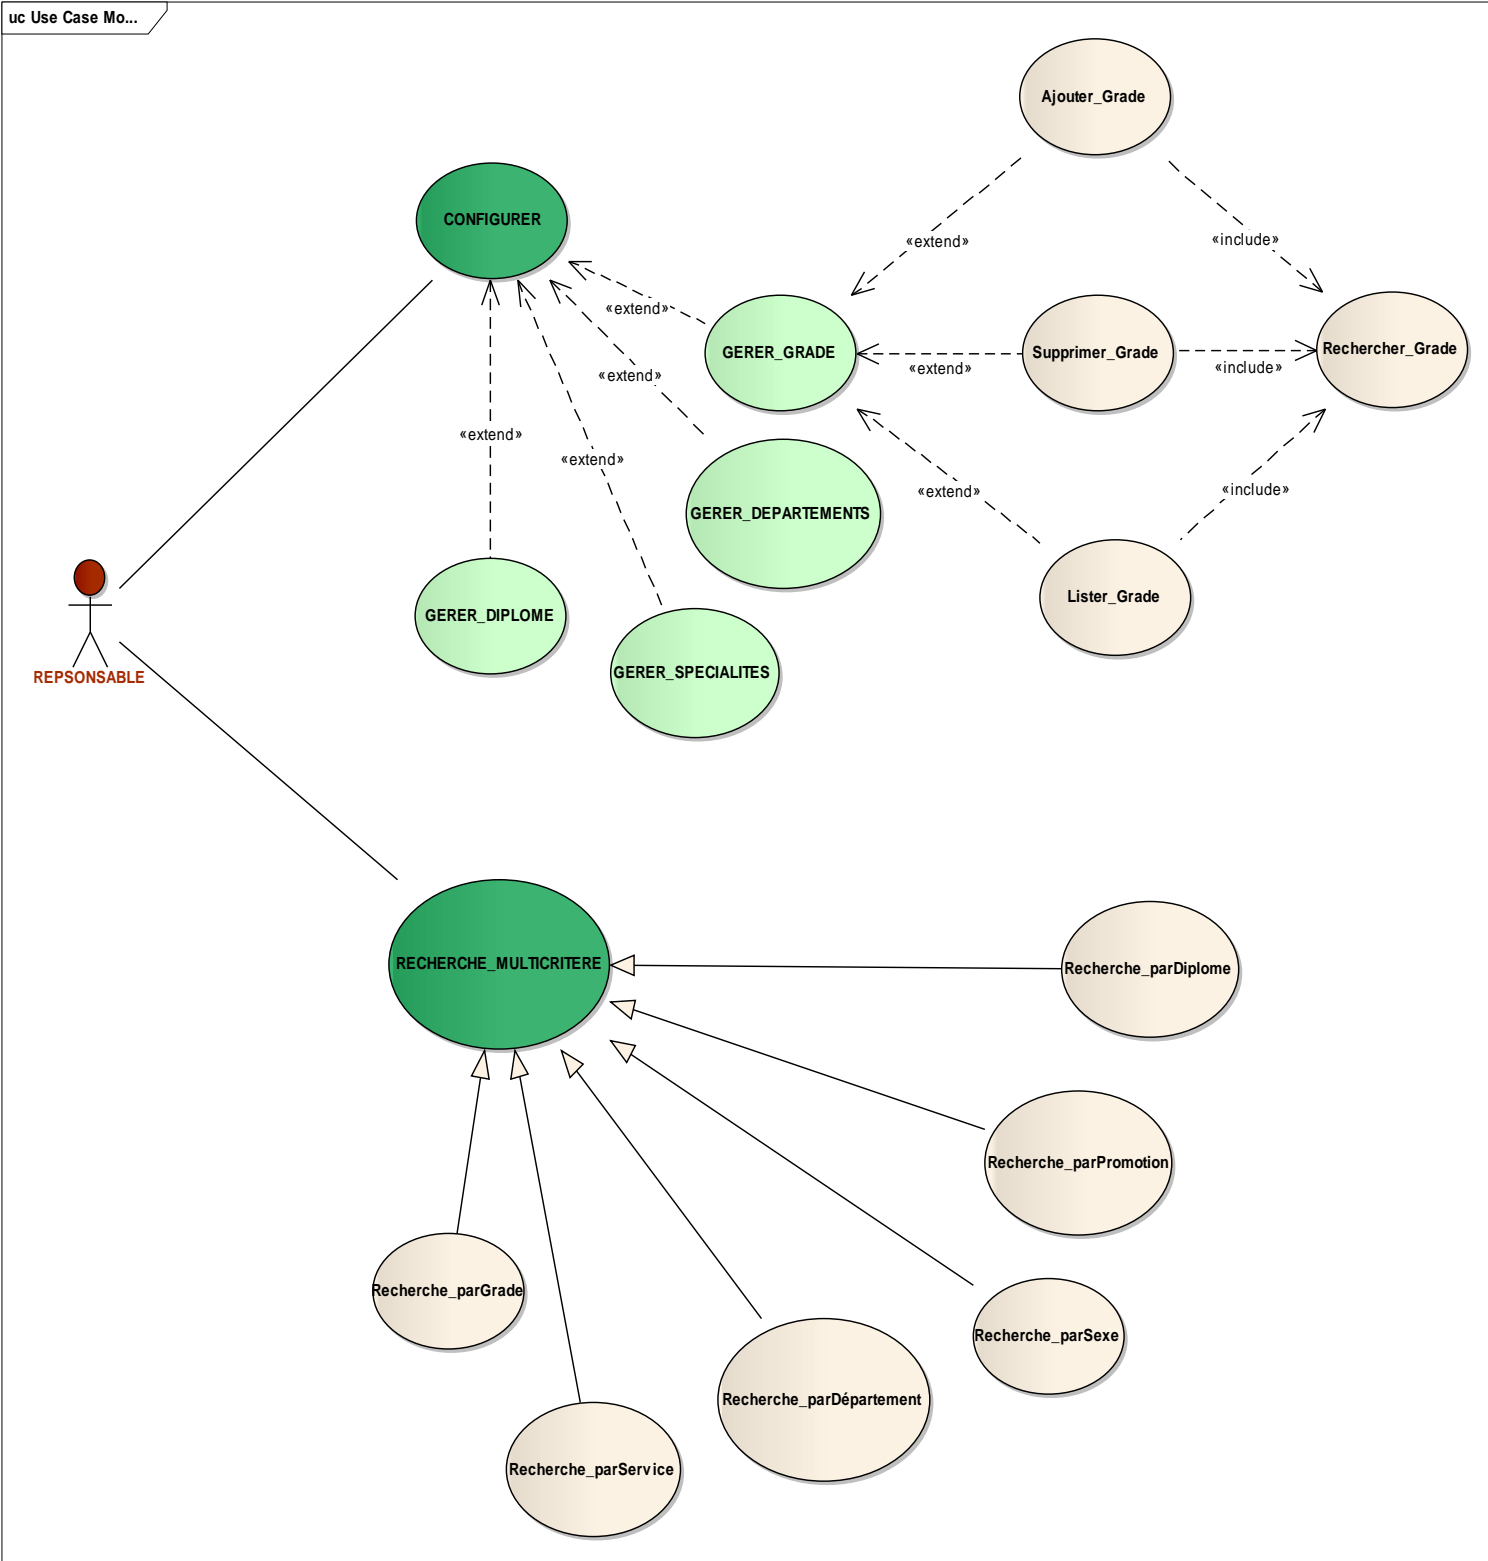 uc Use Case Mo...
Ajouter_Grade
CONFIGURER
«extend»
«include»
«extend»
GERER_GRADE
Supprimer_Grade
Rechercher_Grade
«extend»
«include»
«extend»
«extend»
«extend»
«extend»
«include»
GERER_DEPARTEMENTS
Lister_Grade
GERER_DIPLOME
GERER_SPECIALITES
REPSONSABLE
RECHERCHE_MULTICRITERE
Recherche_parDiplome
Recherche_parPromotion
Recherche_parGrade
Recherche_parSexe
Recherche_parDépartement
Recherche_parService